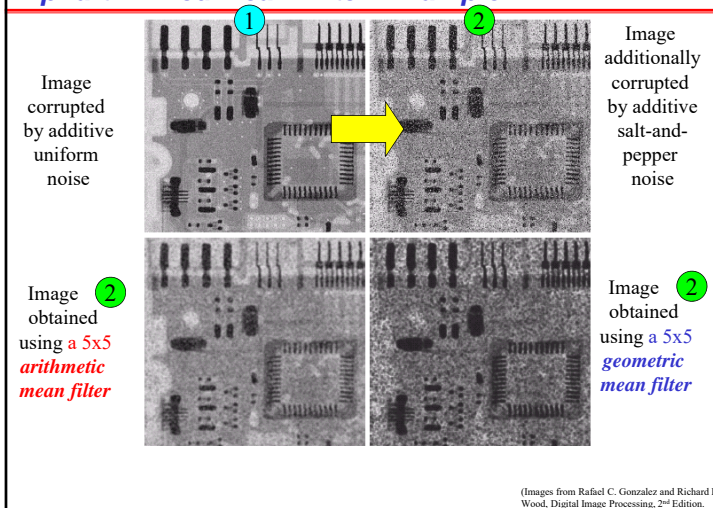 1
2
Image
corrupted
by additive
uniform
noise
Image
additionally
corrupted
by additive
salt-and-
pepper
noise
Image 2
obtained
using a 5x5
arithmetic
mean filter
Image 2
obtained
using a 5x5
geometric
mean filter
(Images from Rafael C. Gonzalez and Richard
Wood, Digital Image Processing, 2nd Edition.